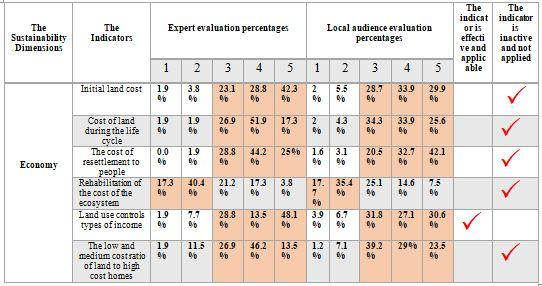 The Sustainability Dimensions | The Indicators | Expert evaluation percentages | Local audience evaluation percentages | The indicat or is effecti ve and applic able | The indicator is inactive and not applied
1 | 2 | 3 | 4 | 5 | 1 | 2 | 3 | 4 | 5
Economy
Initial land cost | 1.9 % | 3.8 % | 23.1 % | 28.8 % | 42.3 % | 2 % | 5.5 % | 28.7 % | 33.9 % | 29.9 % | ✓
Cost of land during the life cycle | 1.9 % | 1.9 % | 26.9 % | 51.9 % | 17.3 % | 2 % | 4.3 % | 34.3 % | 33.9 % | 25.6 % | ✓
The cost of resettlement to people | 0.0 % | 1.9 % | 28.8 % | 44.2 % | 25% | 1.6 % | 3.1 % | 20.5 % | 32.7 % | 42.1 % | ✓
Rehabilitation of the cost of the ecosystem | 17.3 % | 40.4 % | 21.2 % | 17.3 % | 3.8 % | 17. 7 % | 35.4 % | 25.1 % | 14.6 % | 7.5 % | ✓
Land use controls types of income | 1.9 % | 7.7 % | 28.8 % | 13.5 % | 48.1 % | 3.9 % | 6.7 % | 31.8 % | 27.1 % | 30.6 % | ✓
The low and medium cost ratio of land to high cost homes | 1.9 % | 11.5 % | 26.9 % | 46.2 % | 13.5 % | 1.2 % | 7.1 % | 39.2 % | 29% | 23.5 % | ✓